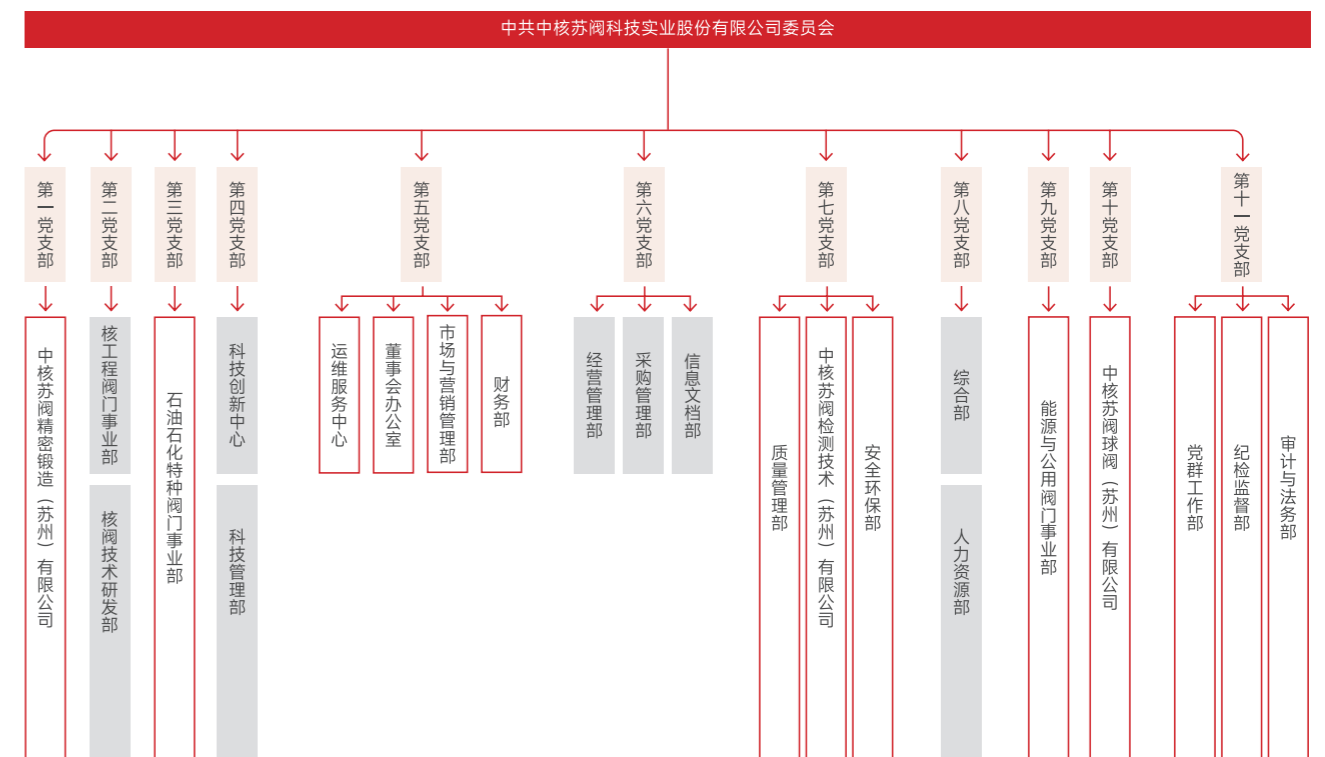 中共中核苏阀科技实业股份有限公司委员会
第一党支部
第二党支部
第三党支部
第四党支部
第五党支部
第六党支部
第七党支部
第八党支部
第九党支部
第十党支部
第十一党支部
中核苏阀精密锻造（苏州）有限公司
核工程阀门事业部
核阀技术研发部
石油石化特种阀门事业部
科技创新中心
科技管理部
运维服务中心
董事会办公室
市场与营销管理部
财务部
经营管理部
采购管理部
信息文档部
质量管理部
中核苏阀检测技术（苏州）有限公司
安全环保部
综合部
人力资源部
能源与公用阀门事业部
中核苏阀球阀（苏州）有限公司
党群工作部
纪检监督部
审计与法务部